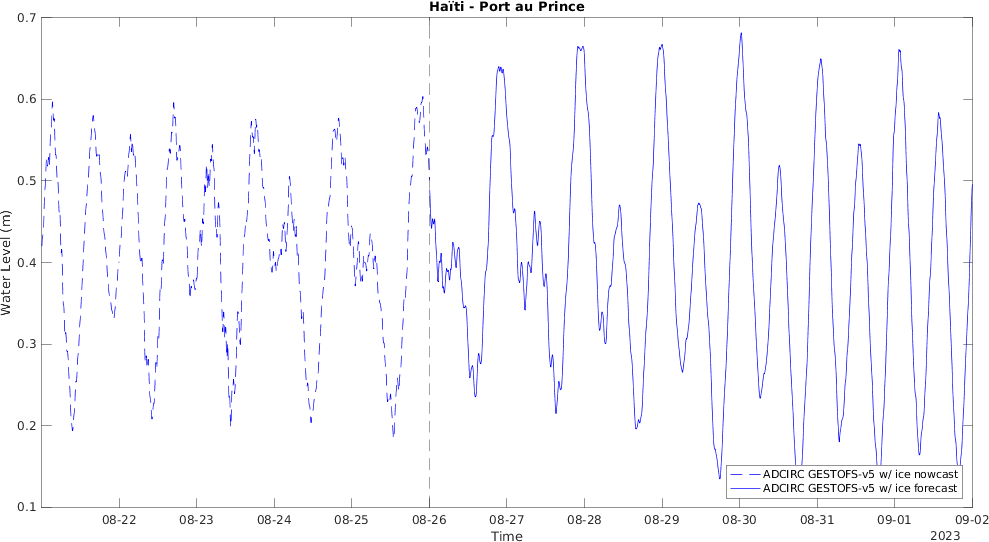 Haïti - Port au Prince
0.7
0.6
0.5
0.4
0.3
0.2
0.1
Water Level (m)
ADCIRC GESTOFS-v5 w/ ice nowcast
ADCIRC GESTOFS-v5 w/ ice forecast
08-22 08-23 08-24 08-25 08-26 08-27 08-28 08-29 08-30 08-31 09-01 09-02
Time
2023